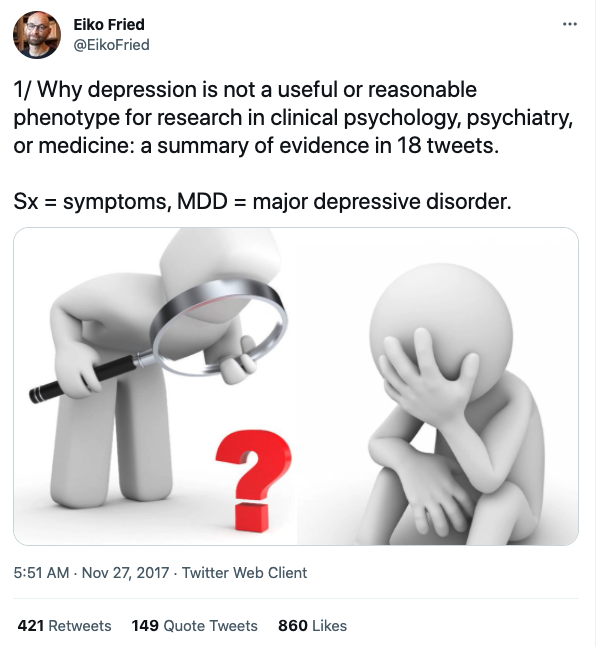 Eiko Fried
@EikoFried
1/ Why depression is not a useful or reasonable
phenotype for research in clinical psychology, psychiatry,
or medicine: a summary of evidence in 18 tweets.
Sx = symptoms, MDD = major depressive disorder.
?
5:51 AM · Nov 27, 2017 · Twitter Web Client
421 Retweets 149 Quote Tweets 860 Likes